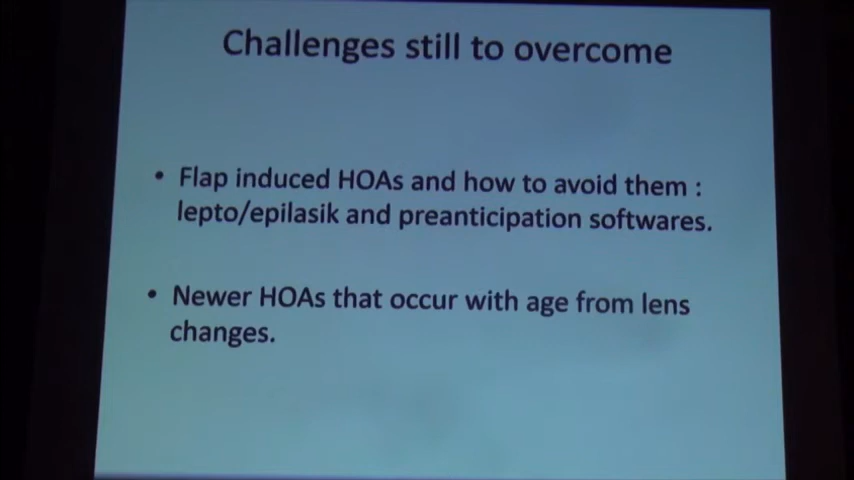 Challenges still to overcome
• Flap induced HOAs and how to avoid them :
lepto/epilasik and preanticipation softwares.
• Newer HOAs that occur with age from lens
changes.